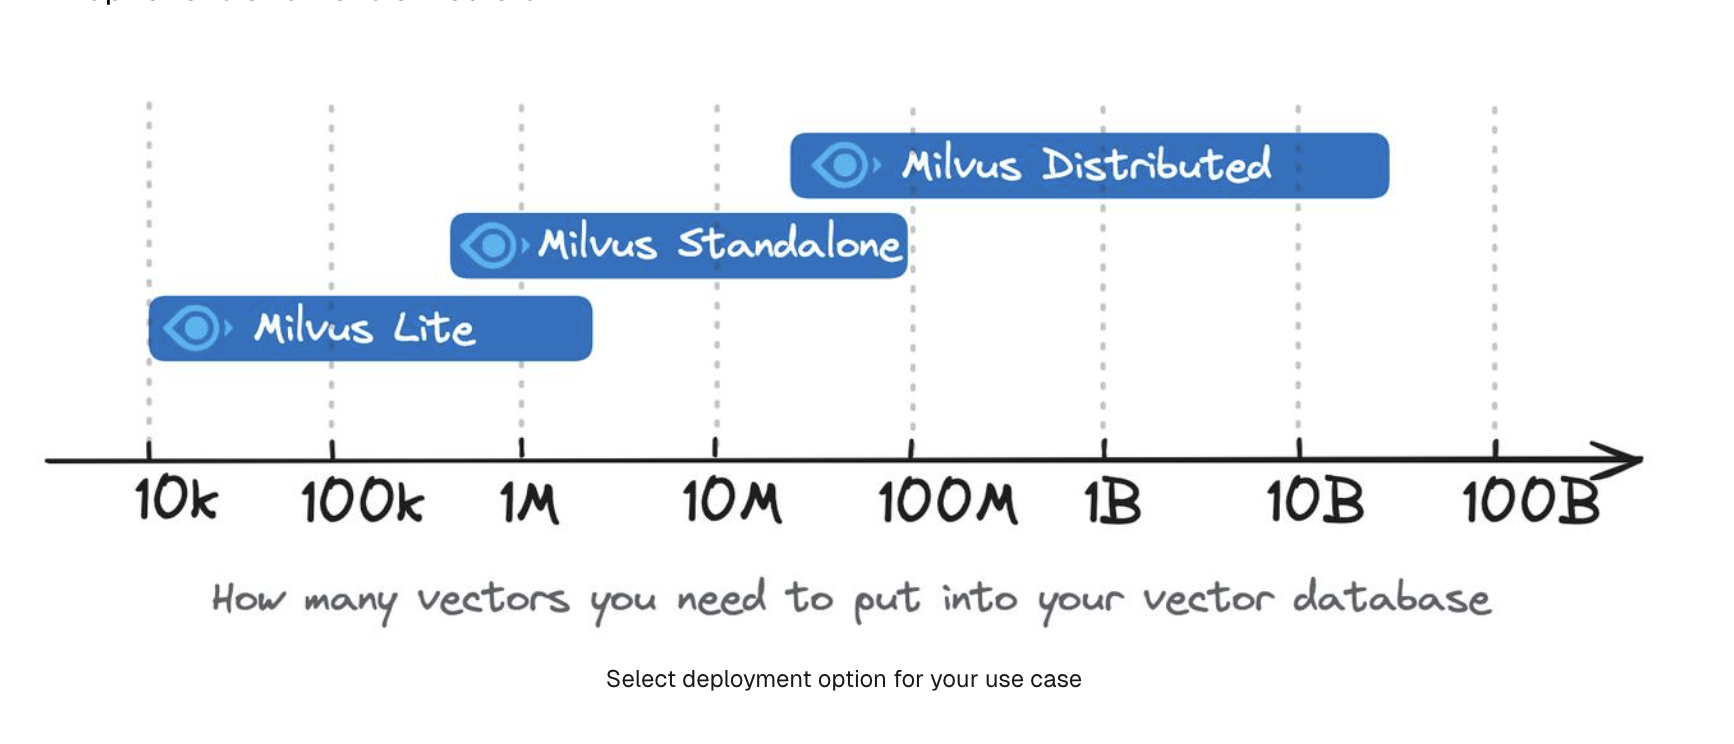 Milvus Distributed
Milvus Standalone
Milvus Lite
10k 100k 1M 10M 100M 1B 10B 100B
How many vectors you need to put into your vector database
Select deployment option for your use case